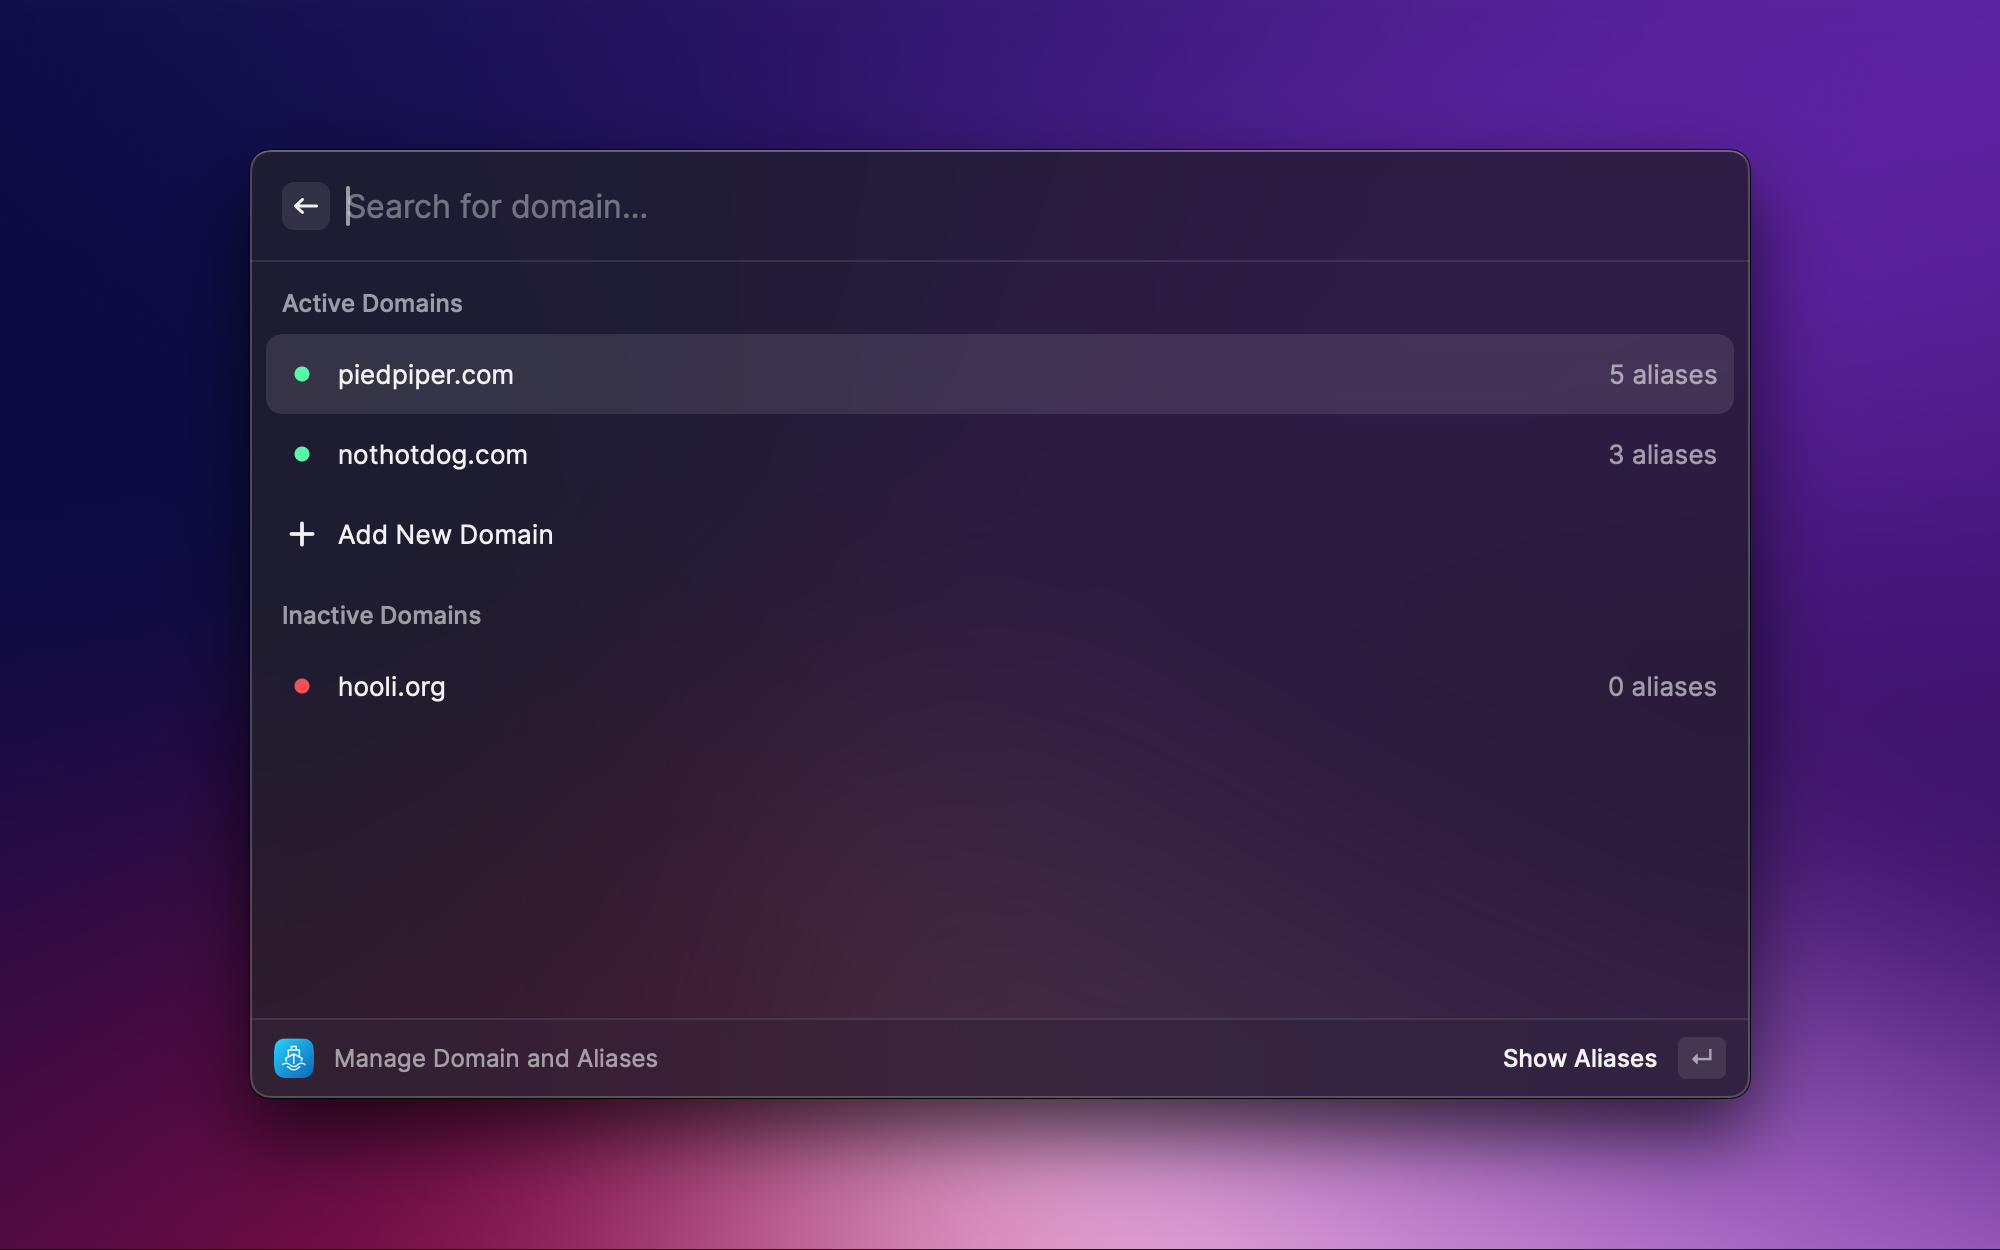 Search for domain...
Active Domains
piedpiper.com 5 aliases
nothotdog.com 3 aliases
Add New Domain
Inactive Domains
hooli.org 0 aliases
Manage Domain and Aliases Show Aliases